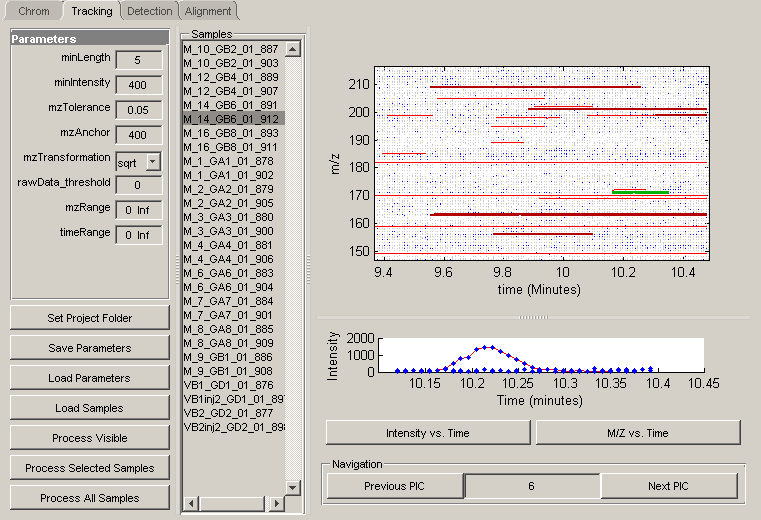 Chrom Tracking Detection Alignment
Parameters
minLength 5
minIntensity 400
mzTolerance 0.05
mzAnchor 400
mzTransformation sqrt
rawData_threshold 0
mzRange 0 Inf
timeRange 0 Inf
Set Project Folder
Save Parameters
Load Parameters
Load Samples
Process Visible
Process Selected Samples
Process All Samples
Samples
M_10_GB2_01_887
M_10_GB2_01_903
M_12_GB4_01_889
M_12_GB4_01_907
M_14_GB6_01_891
M_14_GB6_01_912
M_16_GB8_01_893
M_16_GB8_01_911
M_1_GA1_01_878
M_1_GA1_01_902
M_2_GA2_01_879
M_2_GA2_01_905
M_3_GA3_01_880
M_3_GA3_01_900
M_4_GA4_01_881
M_4_GA4_01_906
M_6_GA6_01_883
M_6_GA6_01_904
M_7_GA7_01_884
M_7_GA7_01_901
M_8_GA8_01_885
M_8_GA8_01_909
M_9_GB1_01_886
M_9_GB1_01_908
VB1_GD1_01_876
VB1inj2_GD1_01_897
VB2_GD2_01_877
VB2inj2_GD2_01_898
m/z
210
200
190
180
170
160
150
9.4 9.6 9.8 10 10.2 10.4
time (Minutes)
Intensity
2000
1000
0
10.15 10.2 10.25 10.3 10.35 10.4 10.45
Time (minutes)
Intensity vs. Time M/Z vs. Time
Navigation
Previous PIC 6 Next PIC